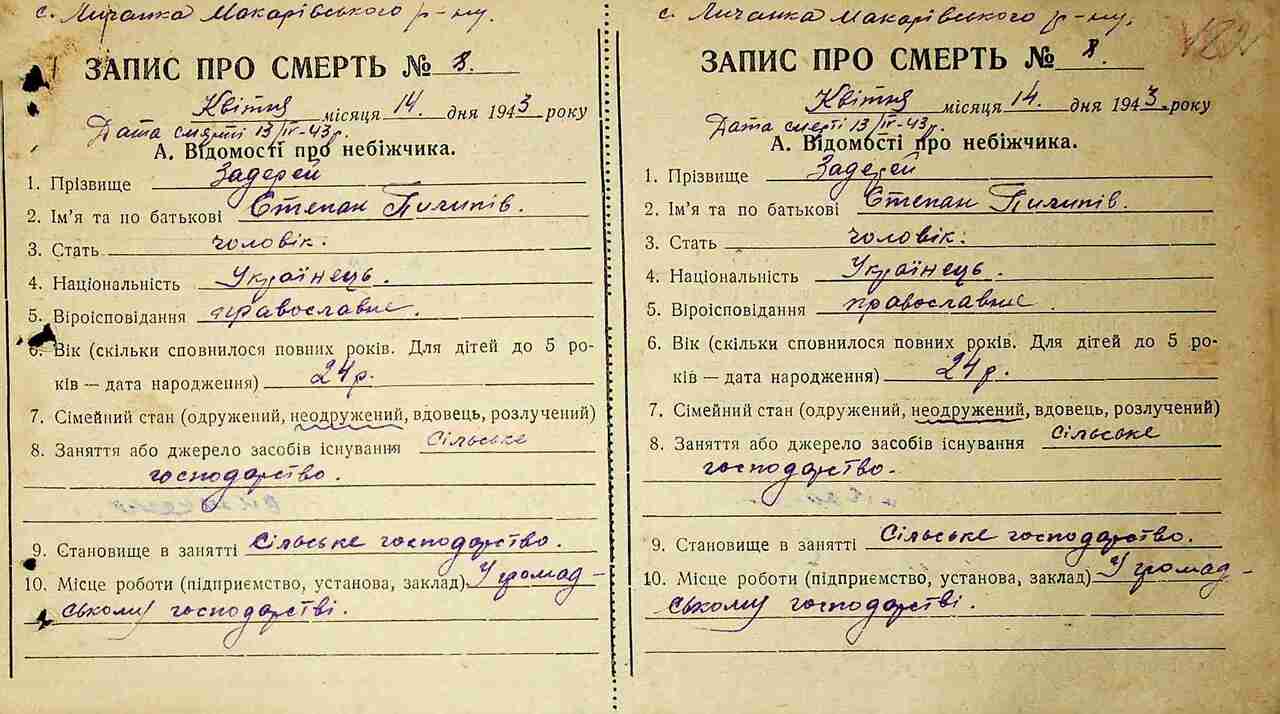 с. Личанка Макарівського р-ну.
ЗАПИС ПРО СМЕРТЬ № 8.
Квітня місяця 14. дня 1943 року
Дата смерті 13/IV-43р.
А. Відомості про небіжчика.
1. Прізвище Задерей
2. Ім'я та по батькові Степан Пилипів.
3. Стать чоловік.
4. Національність Українець.
5. Віроісповідання православне.
6. Вік (скільки сповнилося повних років. Для дітей до 5 ро-
ків — дата народження) 24 р.
7. Сімейний стан (одружений, неодружений, вдовець, розлучений)
8. Заняття або джерело засобів існування Сільське
господарство.
9. Становище в занятті Сільське господарство.
10. Місце роботи (підприємство, установа, заклад) У громад-
ському господарстві.
с. Личанка Макарівського р-ну.
ЗАПИС ПРО СМЕРТЬ № 8.
Квітня місяця 14. дня 1943 року
Дата смерті 13/IV-43р.
А. Відомості про небіжчика.
1. Прізвище Задерей
2. Ім'я та по батькові Степан Пилипів.
3. Стать чоловік.
4. Національність Українець.
5. Віроісповідання православне
6. Вік (скільки сповнилося повних років. Для дітей до 5 ро-
ків — дата народження) 24 р.
7. Сімейний стан (одружений, неодружений, вдовець, розлучений)
8. Заняття або джерело засобів існування Сільське
господарство.
9. Становище в занятті Сільське господарство.
10. Місце роботи (підприємство, установа, заклад) У громад-
ському господарстві.